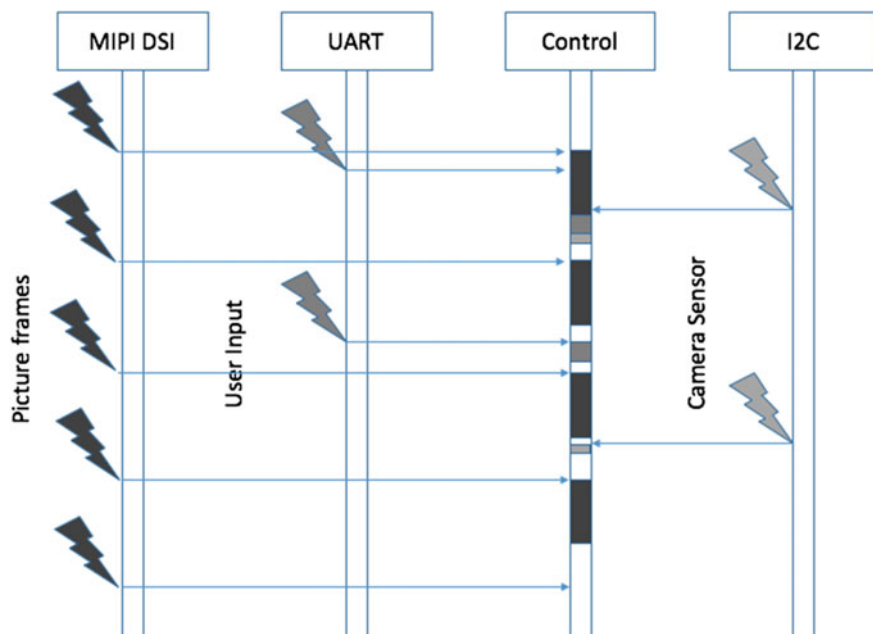 MIPI DSI
UART
Control
I2C
Picture frames
User Input
Camera Sensor